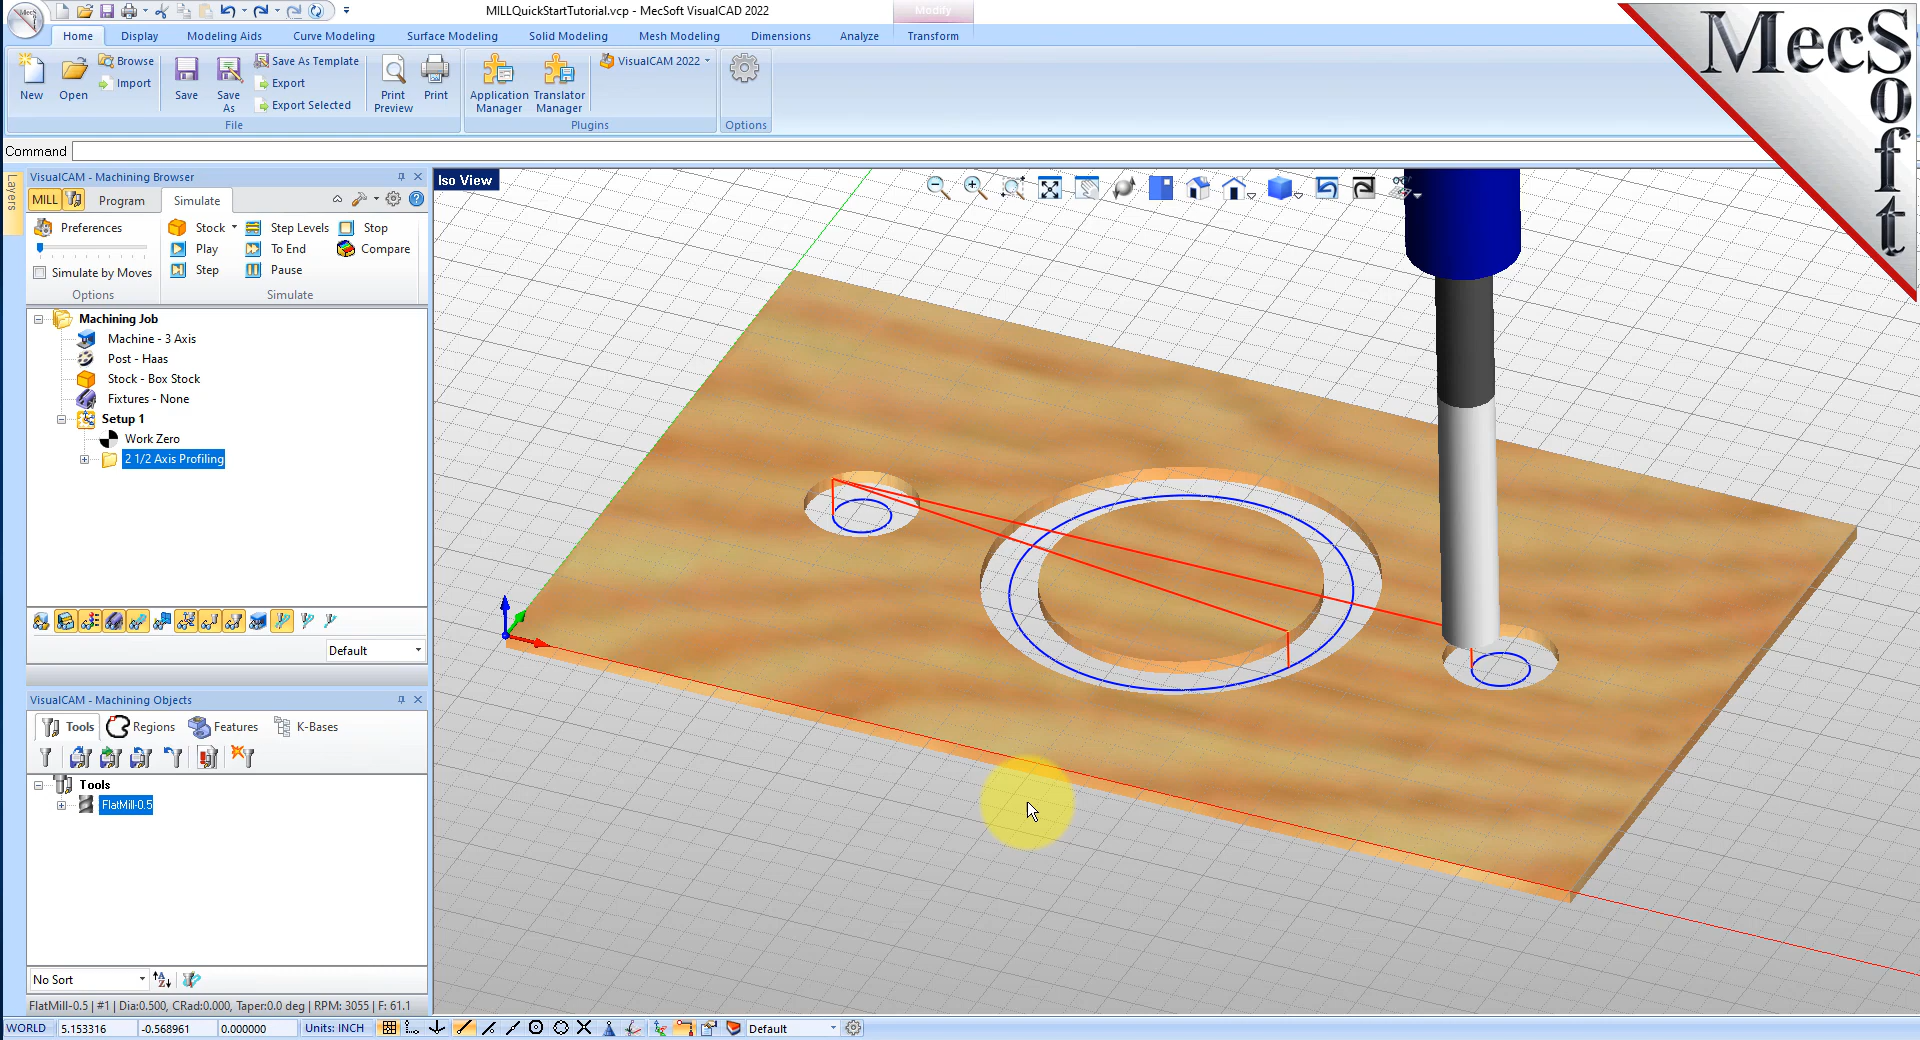 MILLQuickStartTutorial.vcp - MecSoft VisualCAD 2022
Modify
Home Display Modeling Aids Curve Modeling Surface Modeling Solid Modeling Mesh Modeling Dimensions Analyze Transform
New
Open
Browse
Import
Save
Save As
Save As Template
Export
Export Selected
Print Preview
Print
Application Manager
Translator Manager
VisualCAM 2022
File
Plugins
Options
MecSoft
Command
Layers
VisualCAM - Machining Browser
MILL Program Simulate
Preferences
Simulate by Moves
Options
Stock Step Levels Stop
Play To End Compare
Step Pause
Simulate
Iso View
Machining Job
Machine - 3 Axis
Post - Haas
Stock - Box Stock
Fixtures - None
Setup 1
Work Zero
2 1/2 Axis Profiling
Default
VisualCAM - Machining Objects
Tools Regions Features K-Bases
Tools
FlatMill-0.5
No Sort
FlatMill-0.5 | #1 | Dia:0.500, CRad:0.000, Taper:0.0 deg | RPM: 3055 | F: 61.1
WORLD 5.153316 -0.568961 0.000000 Units: INCH Default